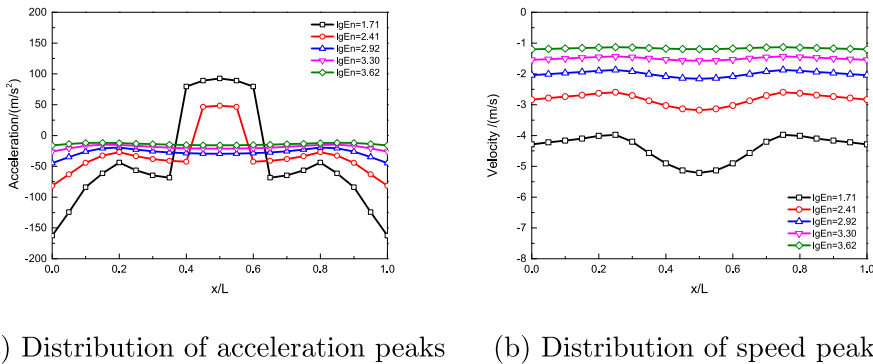 200
150
100
50
0
-50
-100
-150
-200
Acceleration/(m/s²)
0.0 0.2 0.4 0.6 0.8 1.0
x/L
lgEn=1.71
lgEn=2.41
lgEn=2.92
lgEn=3.30
lgEn=3.62
0
-1
-2
-3
-4
-5
-6
-7
-8
Velocity /(m/s)
0.0 0.2 0.4 0.6 0.8 1.0
x/L
lgEn=1.71
lgEn=2.41
lgEn=2.92
lgEn=3.30
lgEn=3.62
) Distribution of acceleration peaks
(b) Distribution of speed peak